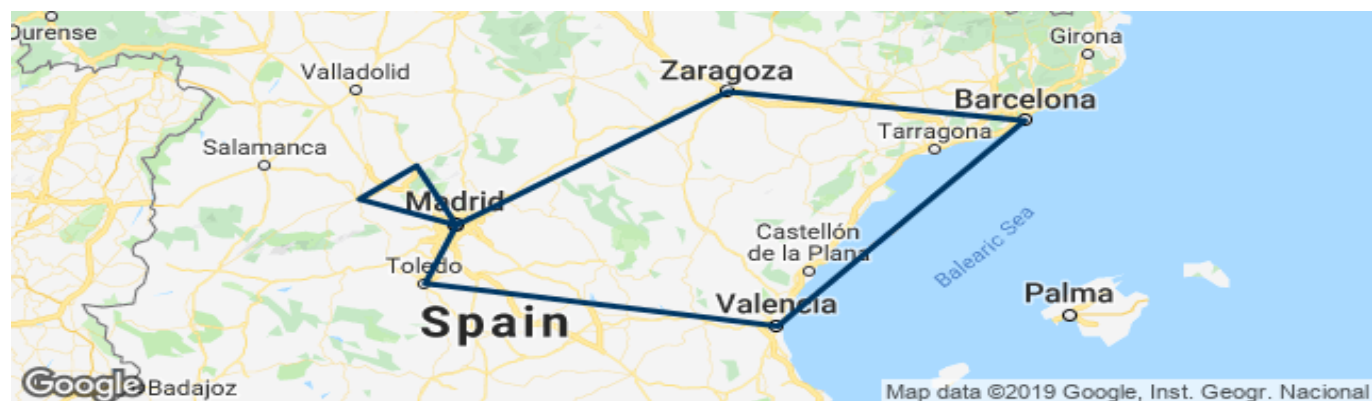 Ourense
Girona
Valladolid
Zaragoza
Barcelona
Tarragona
Salamanca
Madrid
Castellón
de la Plana
Balearic Sea
Toledo
Valencia
Palma
Spain
Google
Badajoz
Map data ©2019 Google, Inst. Geogr. Nacional